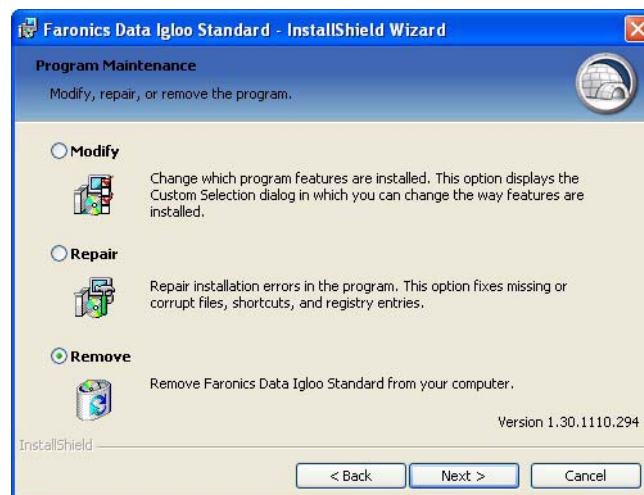 Faronics Data Igloo Standard - InstallShield Wizard
Program Maintenance
Modify, repair, or remove the program.
Modify
Change which program features are installed. This option displays the
Custom Selection dialog in which you can change the way features are
installed.
Repair
Repair installation errors in the program. This option fixes missing or
corrupt files, shortcuts, and registry entries.
Remove
Remove Faronics Data Igloo Standard from your computer.
Version 1.30.1110.294
InstallShield
< Back Next > Cancel